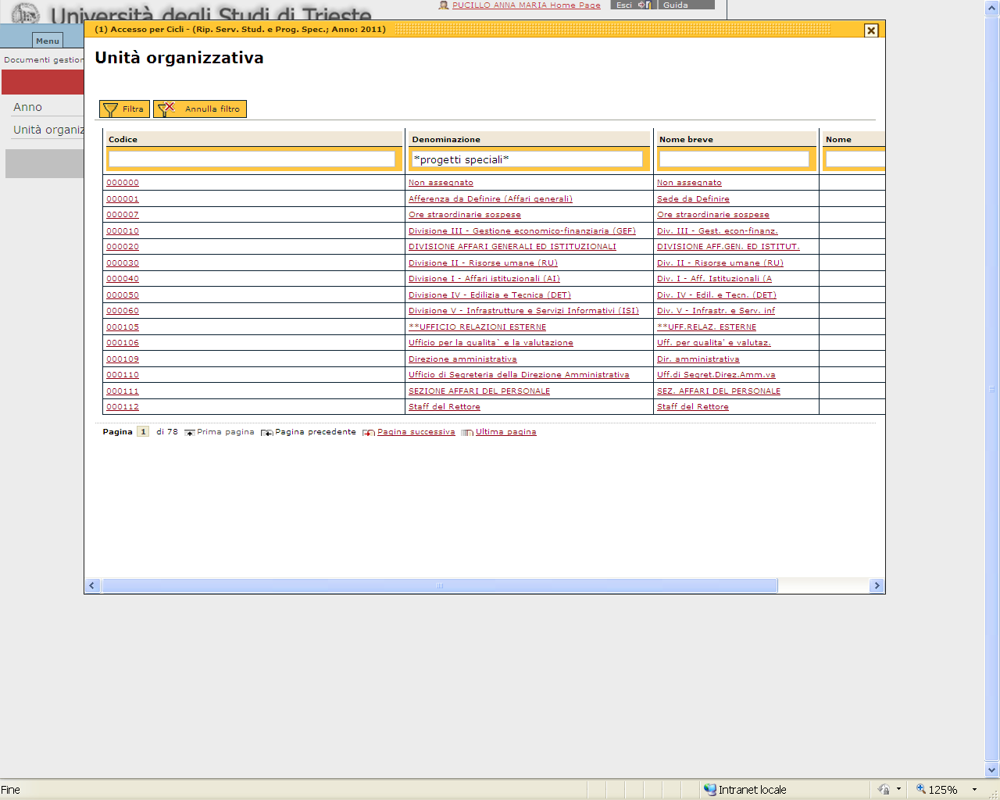 Università degli Studi di Trieste
PUCILLO ANNA MARIA Home Page Esci Guida
Menu
Documenti gestion
Anno
Unità organiz
(1) Accesso per Cicli - (Rip. Serv. Stud. e Prog. Spec.; Anno: 2011)
Unità organizzativa
Filtra Annulla filtro
Codice Denominazione Nome breve Nome
*progetti speciali*
000000 Non assegnato Non assegnato
000001 Afferenza da Definire (Affari generali) Sede da Definire
000007 Ore straordinarie sospese Ore straordinarie sospese
000010 Divisione III - Gestione economico-finanziaria (GEF) Div. III - Gest. econ-finanz.
000020 DIVISIONE AFFARI GENERALI ED ISTITUZIONALI DIVISIONE AFF.GEN. ED ISTITUT.
000030 Divisione II - Risorse umane (RU) Div. II - Risorse umane (RU)
000040 Divisione I - Affari istituzionali (AI) Div. I - Aff. Istituzionali (A
000050 Divisione IV - Edilizia e Tecnica (DET) Div. IV - Edil. e Tecn. (DET)
000060 Divisione V - Infrastrutture e Servizi Informativi (ISI) Div. V - Infrastr. e Serv. inf
000105 **UFFICIO RELAZIONI ESTERNE **UFF.RELAZ. ESTERNE
000106 Ufficio per la qualita` e la valutazione Uff. per qualita` e valutaz.
000109 Direzione amministrativa Dir. amministrativa
000110 Ufficio di Segreteria della Direzione Amministrativa Uff.di Segret.Direz.Amm.va
000111 SEZIONE AFFARI DEL PERSONALE SEZ. AFFARI DEL PERSONALE
000112 Staff del Rettore Staff del Rettore
Pagina 1 di 78 Prima pagina Pagina precedente Pagina successiva Ultima pagina
Fine Intranet locale 125%